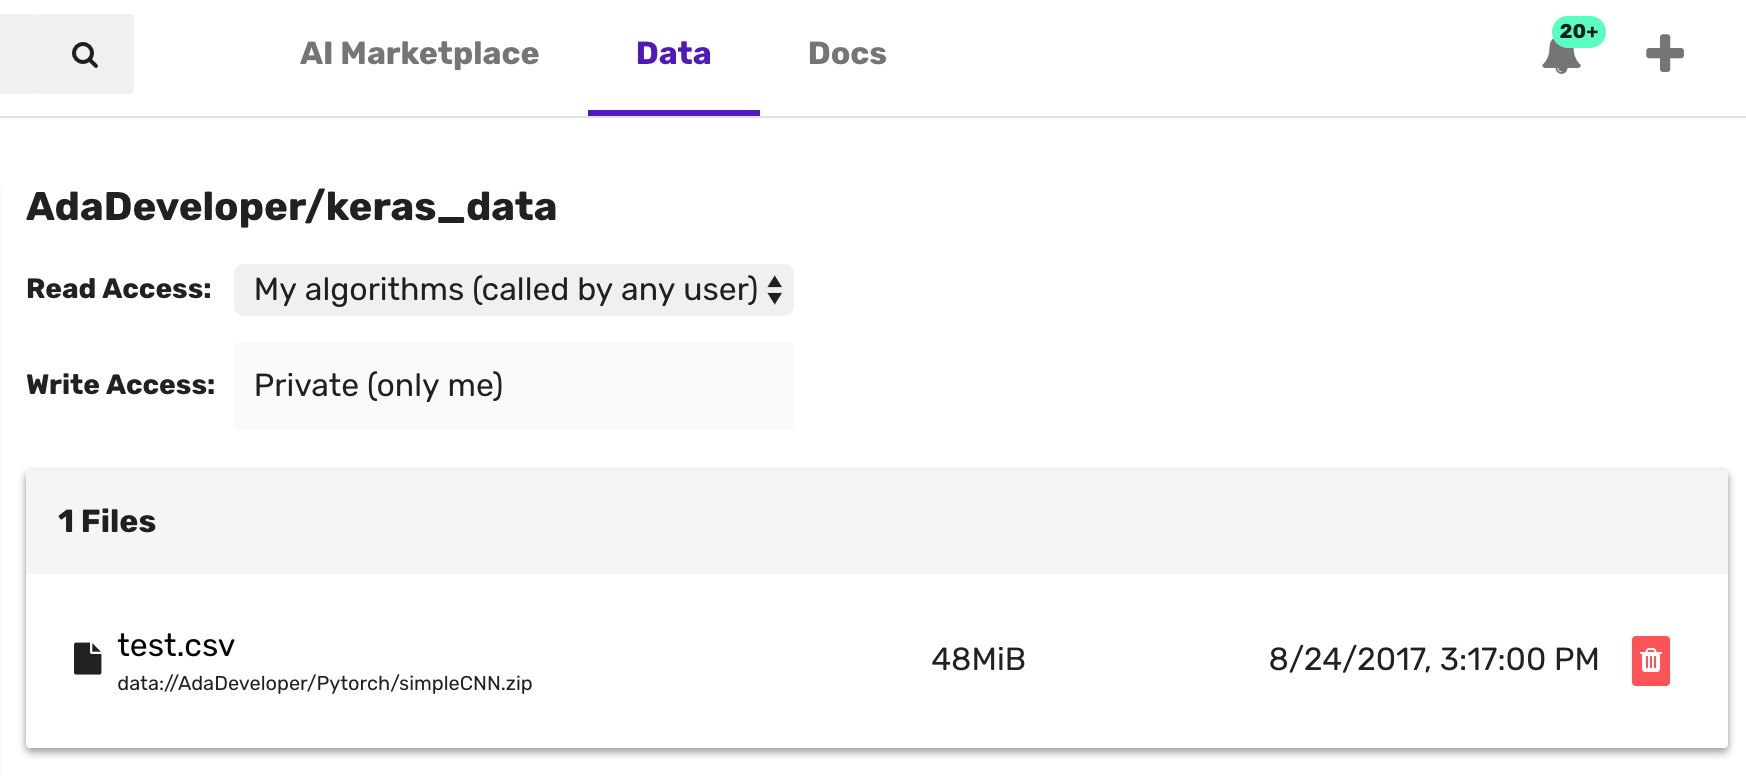 AI Marketplace Data Docs 20+
AdaDeveloper/keras_data
Read Access: My algorithms (called by any user)
Write Access: Private (only me)
1 Files
test.csv 48MiB 8/24/2017, 3:17:00 PM
data://AdaDeveloper/Pytorch/simpleCNN.zip